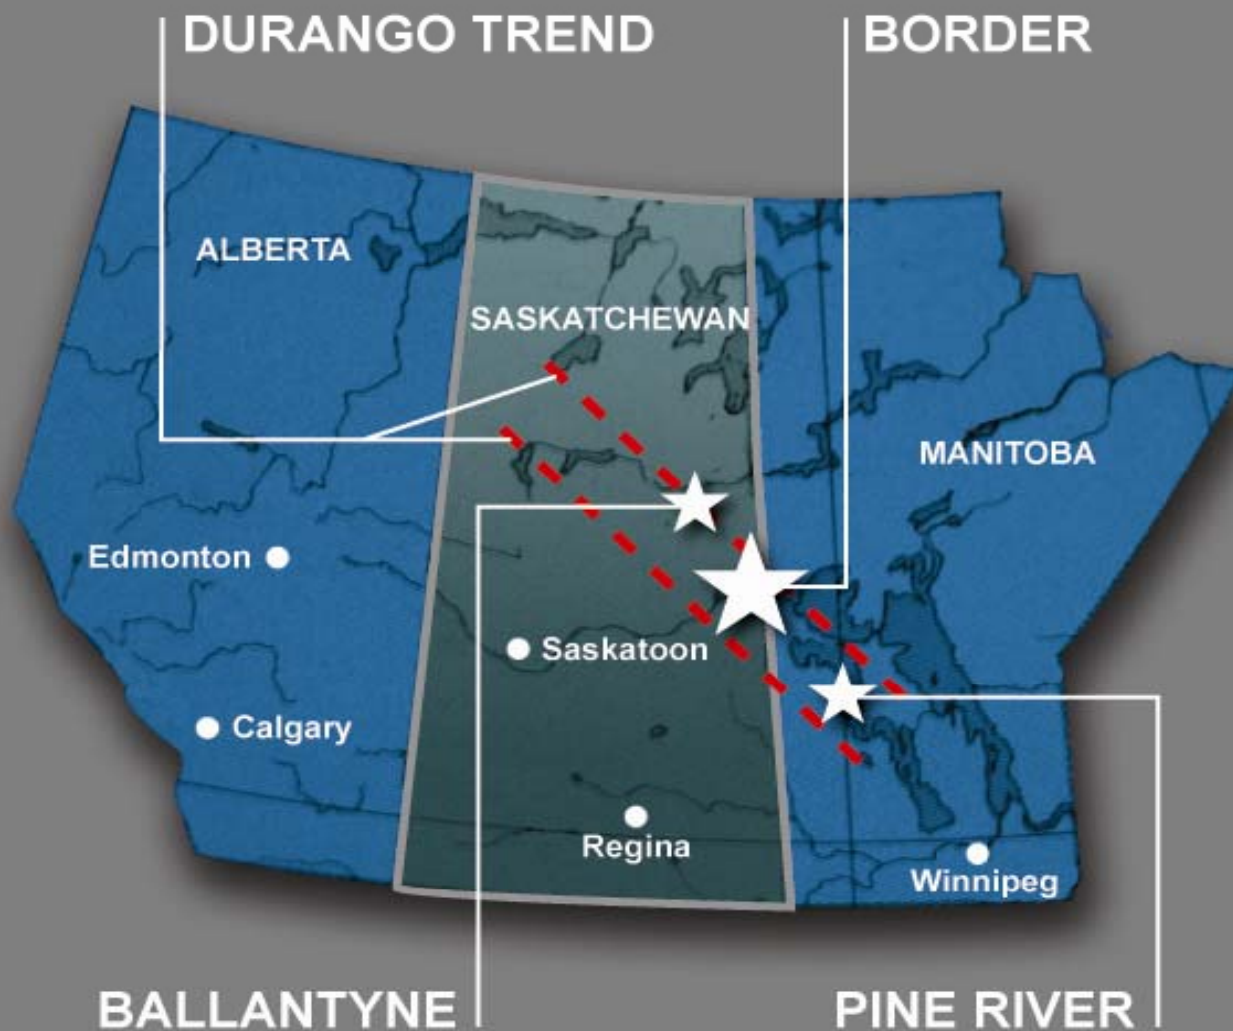 DURANGO TREND
BORDER
ALBERTA
SASKATCHEWAN
MANITOBA
Edmonton
Saskatoon
Calgary
Regina
Winnipeg
BALLANTYNE
PINE RIVER